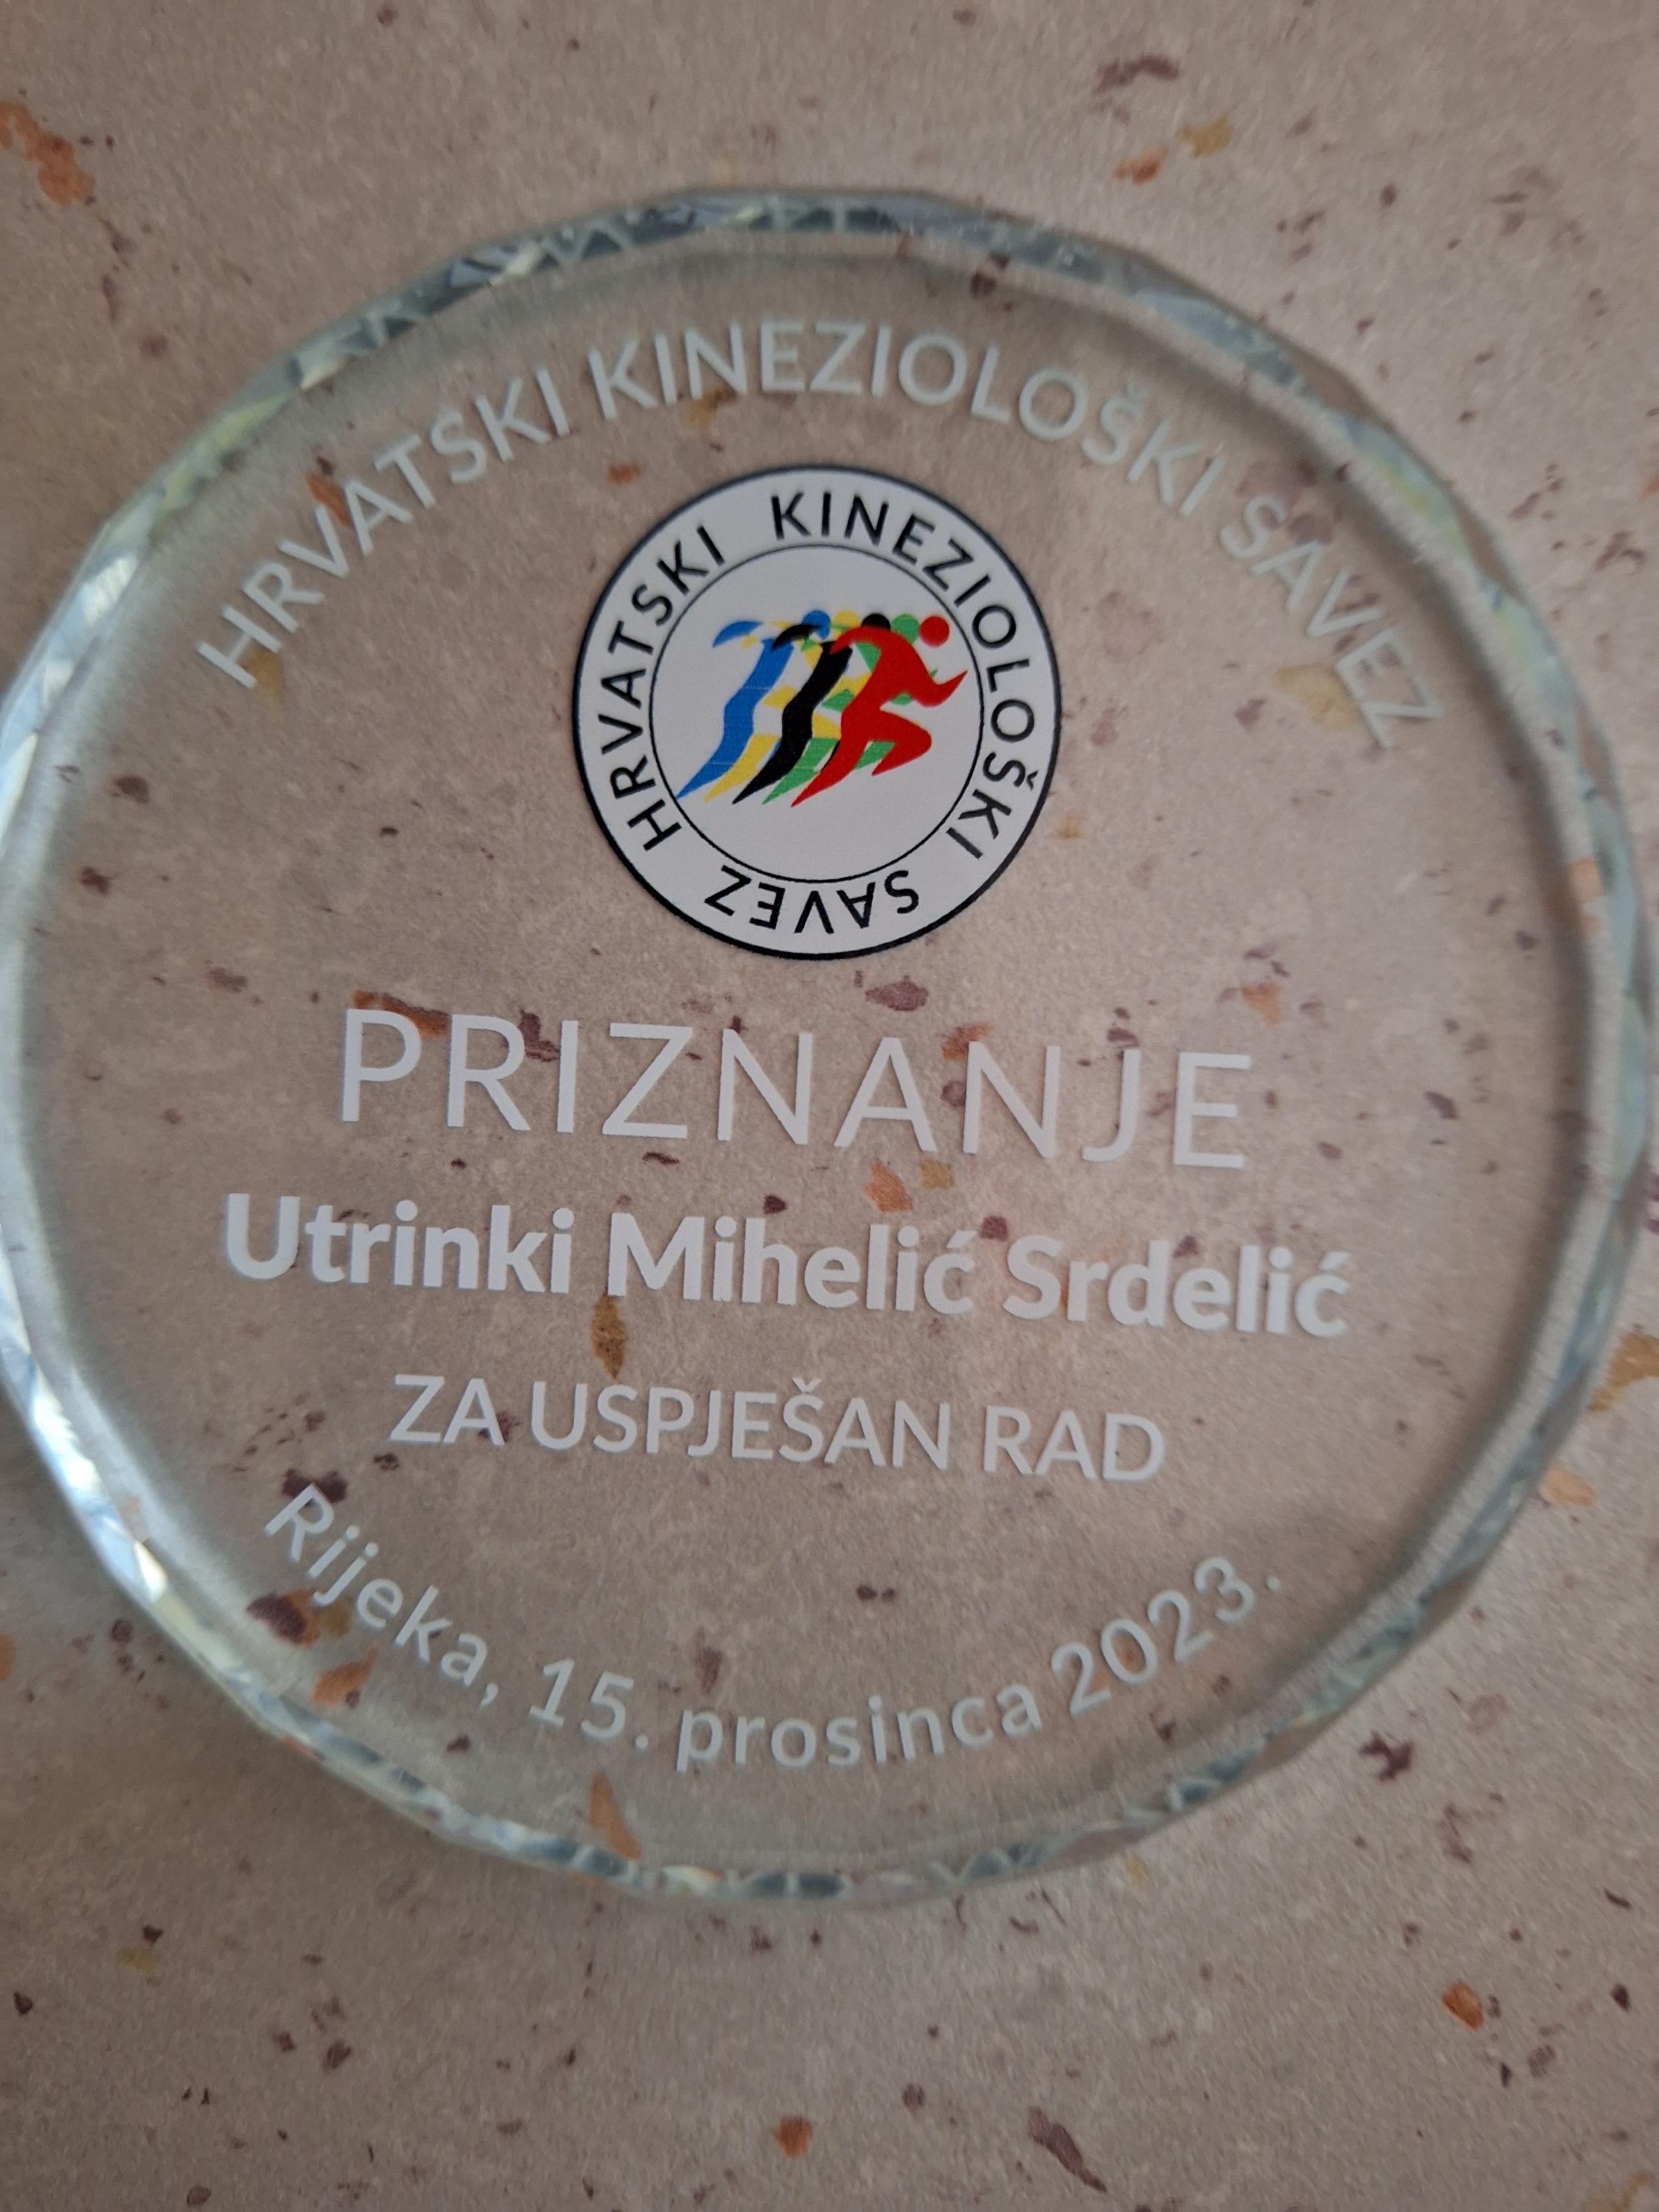 HRVATSKI KINEZIOLOŠKI SAVEZ
HRVATSKI KINEZIOLOŠKI SAVEZ
PRIZNANJE
Utrinki Mihelić Srdelić
ZA USPJEŠAN RAD
Rijeka, 15. prosinca 2023.